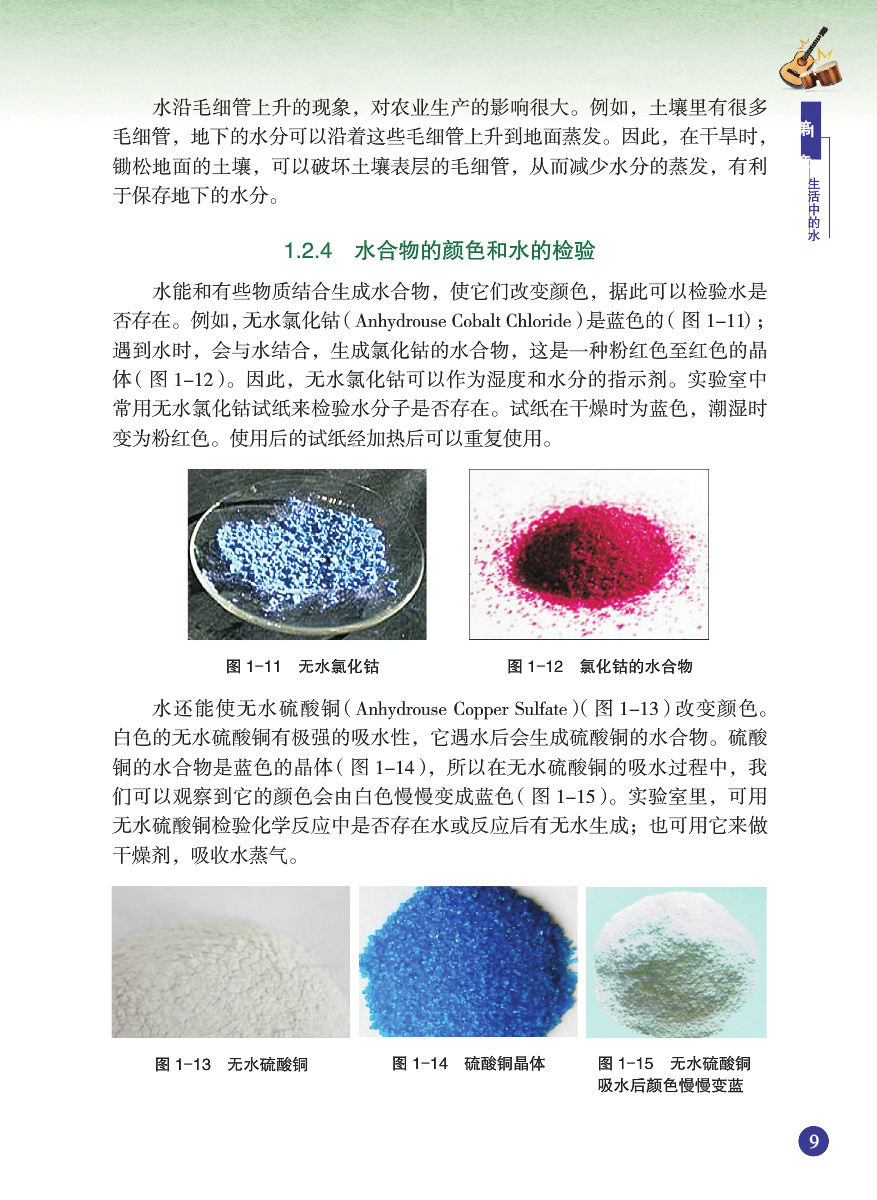 水沿毛细管上升的现象，对农业生产的影响很大。例如，土壤里有很多
毛细管，地下的水分可以沿着这些毛细管上升到地面蒸发。因此，在干旱时，
锄松地面的土壤，可以破坏土壤表层的毛细管，从而减少水分的蒸发，有利
于保存地下的水分。
生活中的水
1.2.4 水合物的颜色和水的检验
水能和有些物质结合生成水合物，使它们改变颜色，据此可以检验水是
否存在。例如，无水氯化钴（Anhydrouse Cobalt Chloride）是蓝色的（图 1-11）；
遇到水时，会与水结合，生成氯化钴的水合物，这是一种粉红色至红色的晶
体（图 1-12）。因此，无水氯化钴可以作为湿度和水分的指示剂。实验室中
常用无水氯化钴试纸来检验水分子是否存在。试纸在干燥时为蓝色，潮湿时
变为粉红色。使用后的试纸经加热后可以重复使用。
图 1-11 无水氯化钴
图 1-12 氯化钴的水合物
水还能使无水硫酸铜（Anhydrouse Copper Sulfate）（图 1-13）改变颜色。
白色的无水硫酸铜有极强的吸水性，它遇水后会生成硫酸铜的水合物。硫酸
铜的水合物是蓝色的晶体（图 1-14），所以在无水硫酸铜的吸水过程中，我
们可以观察到它的颜色会由白色慢慢变成蓝色（图 1-15）。实验室里，可用
无水硫酸铜检验化学反应中是否存在水或反应后有无水生成；也可用它来做
干燥剂，吸收水蒸气。
图 1-13 无水硫酸铜
图 1-14 硫酸铜晶体
图 1-15 无水硫酸铜
吸水后颜色慢慢变蓝
9